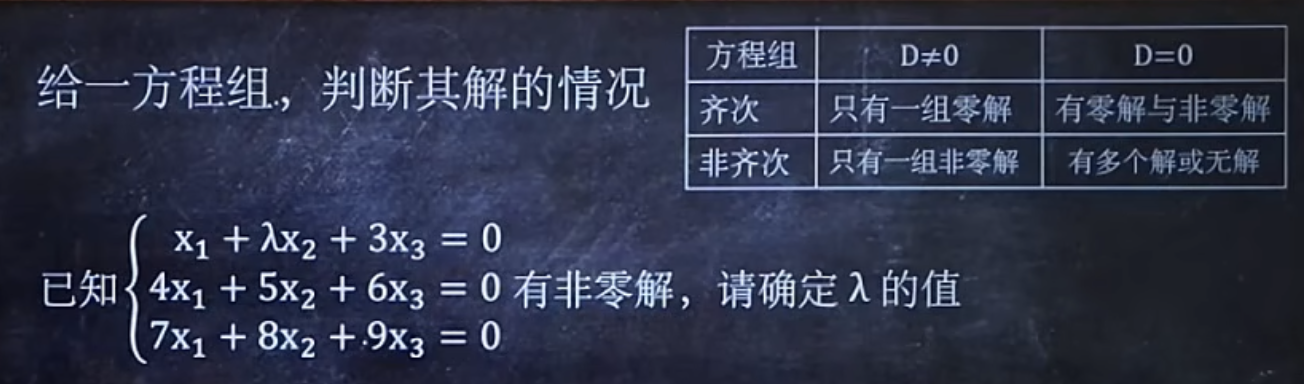 给一方程组,判断其解的情况
方程组 D≠0 D=0
齐次 只有一组零解 有零解与非零解
非齐次 只有一组非零解 有多个解或无解
x₁ + λx₂ + 3x₃ = 0
已知 4x₁ + 5x₂ + 6x₃ = 0 有非零解,请确定 λ 的值
7x₁ + 8x₂ + 9x₃ = 0